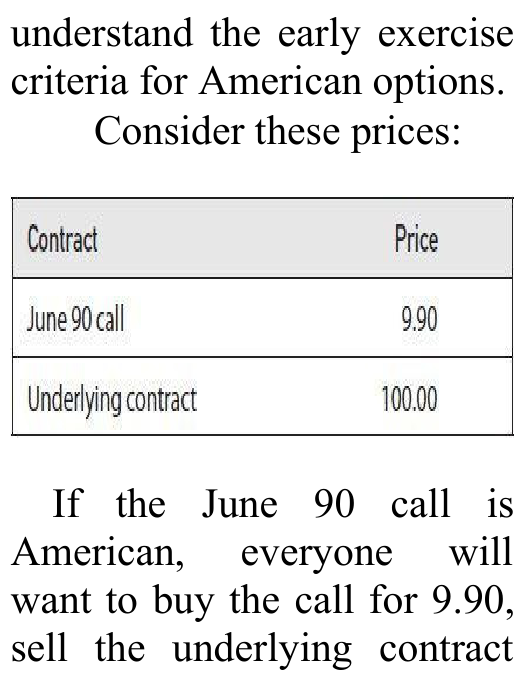 understand the early exercise
criteria for American options.
Consider these prices:
Contract Price
June 90 call 9.90
Underlying contract 100.00
If the June 90 call is
American, everyone will
want to buy the call for 9.90,
sell the underlying contract